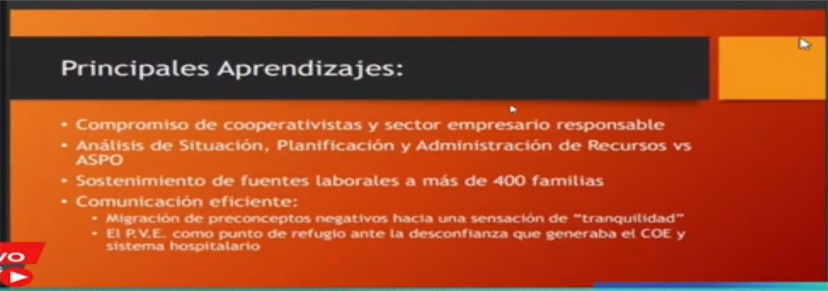 Principales Aprendizajes:
• Compromiso de cooperativistas y sector empresario responsable
• Análisis de Situación, Planificación y Administración de Recursos vs
ASPO
• Sostenimiento de fuentes laborales a más de 400 familias
• Comunicación eficiente:
• Migración de preconceptos negativos hacia una sensación de "tranquilidad"
• El P.V.E. como punto de refugio ante la desconfianza que generaba el COE y
sistema hospitalario
VO